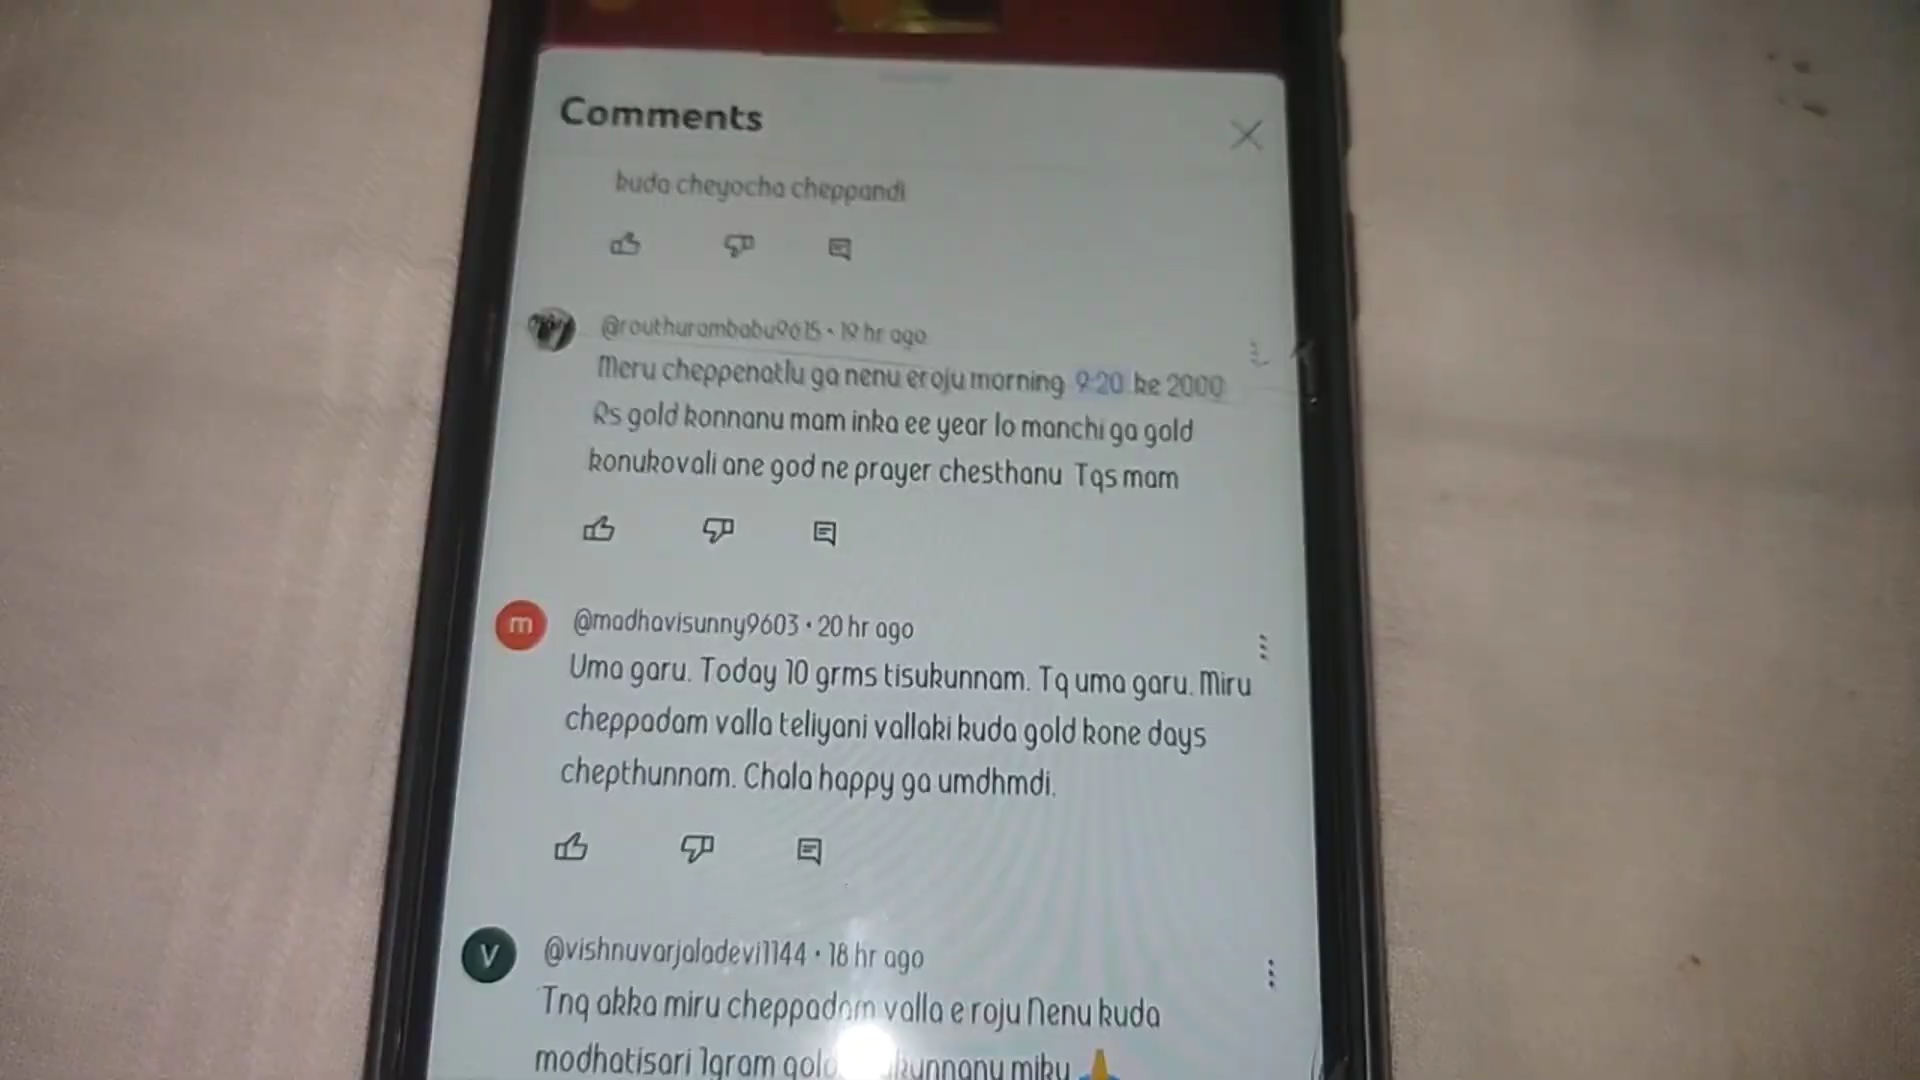 Comments
kuda cheyocha cheppandi
@routhurambabu9615 • 19 hr ago
Meru cheppenatlu ga nenu eroju morning 9:20 ke 2000
Rs gold konnanu mam inka ee year lo manchi ga gold
konukovali ane god ne prayer chesthanu Tqs mam
m
@madhavisunny9603 • 20 hr ago
Uma garu. Today 10 grms tisukunnam. Tq uma garu. Miru
cheppadam valla teliyani vallaki kuda gold kone days
chepthunnam. Chala happy ga umdhmdi.
V
@vishnuvarjaladevi1144 • 18 hr ago
Tnq akka miru cheppadam valla e roju Nenu kuda
modhatisari 1gram gold miku 🙏